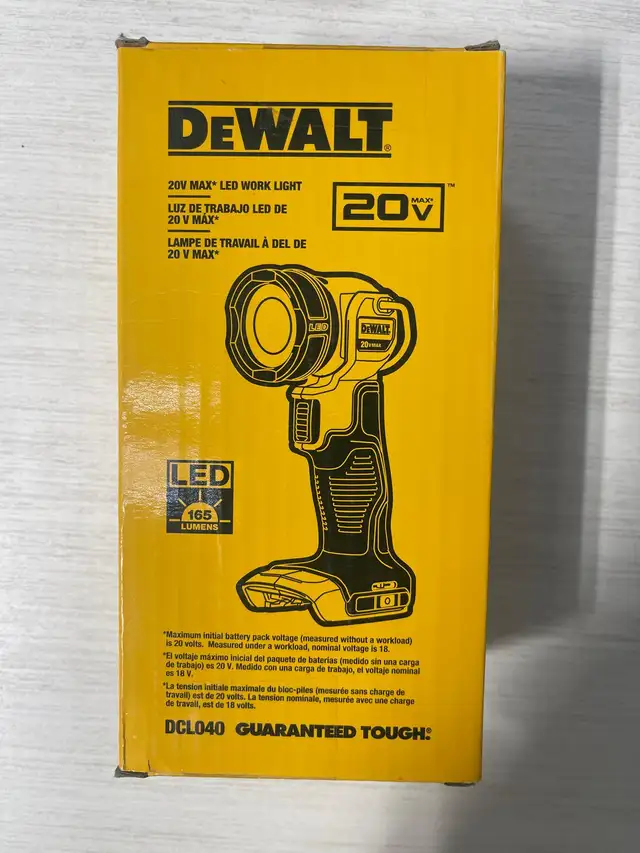 DEWALT®
20V MAX* LED WORK LIGHT
LUZ DE TRABAJO LED DE
20 V MÁX*
LAMPE DE TRAVAIL À DEL DE
20 V MAX*
20V MAX* ™
LED
DEWALT
20V MAX
LED
165
LUMENS
*Maximum initial battery pack voltage (measured without a workload)
is 20 volts. Measured under a workload, nominal voltage is 18.
*El voltaje máximo inicial del paquete de baterías (medido sin una carga
de trabajo) es 20 V. Medido con una carga de trabajo, el voltaje nominal
es 18 V.
*La tension initiale maximale du bloc-piles (mesurée sans charge de
travail) est de 20 volts. La tension nominale, mesurée avec une charge
de travail, est de 18 volts.
DCL040 GUARANTEED TOUGH.®